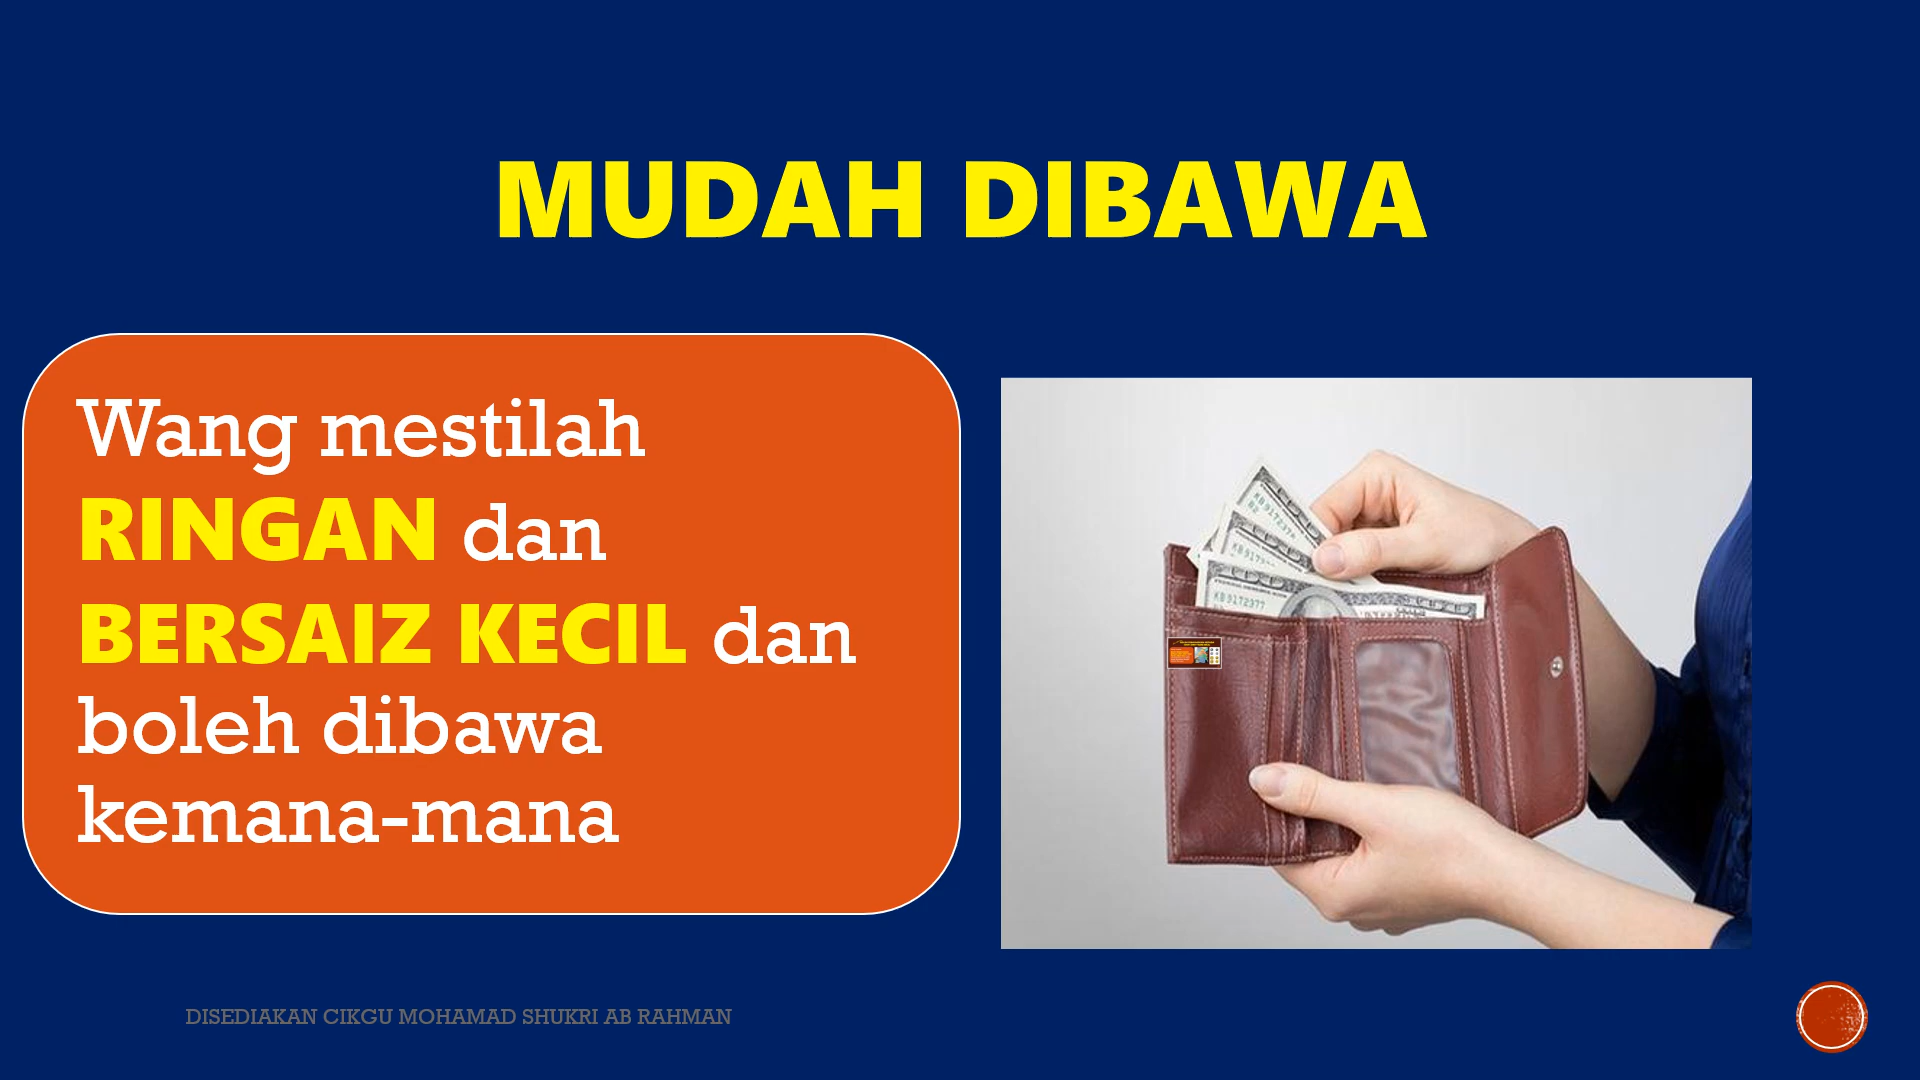 MUDAH DIBAWA
Wang mestilah
RINGAN dan
BERSAIZ KECIL dan
boleh dibawa
kemana-mana
KB9172377
DISEDIAKAN CIKGU MOHAMAD SHUKRI AB RAHMAN